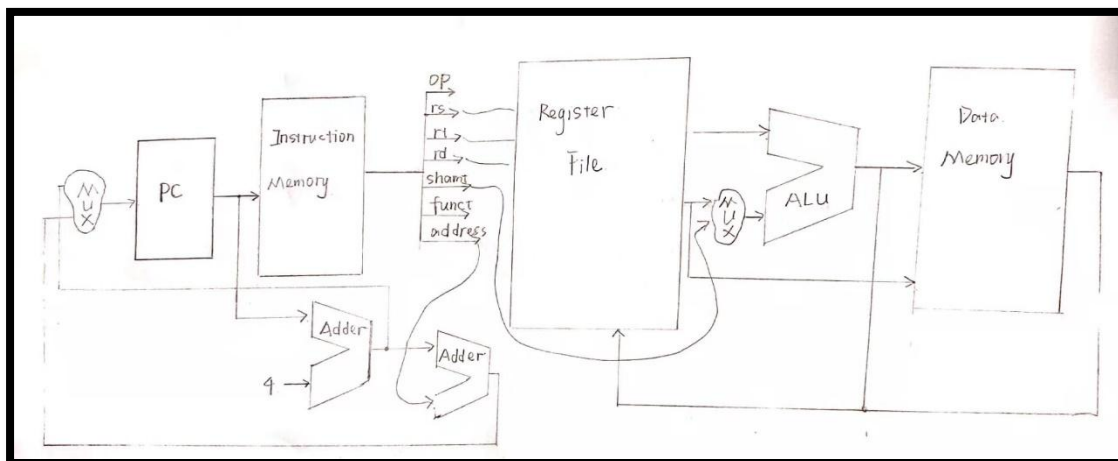 MUX
PC
Instruction
Memory
op
rs
rt
rd
shamt
funct
address
Register
File
MUX
ALU
Data
Memory
Adder
4
Adder